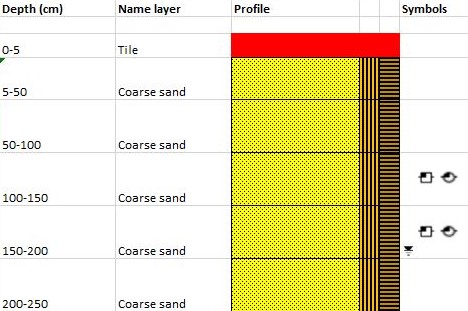 Depth (cm) Name layer Profile Symbols
0-5 Tile
5-50 Coarse sand
50-100 Coarse sand
100-150 Coarse sand
150-200 Coarse sand
200-250 Coarse sand